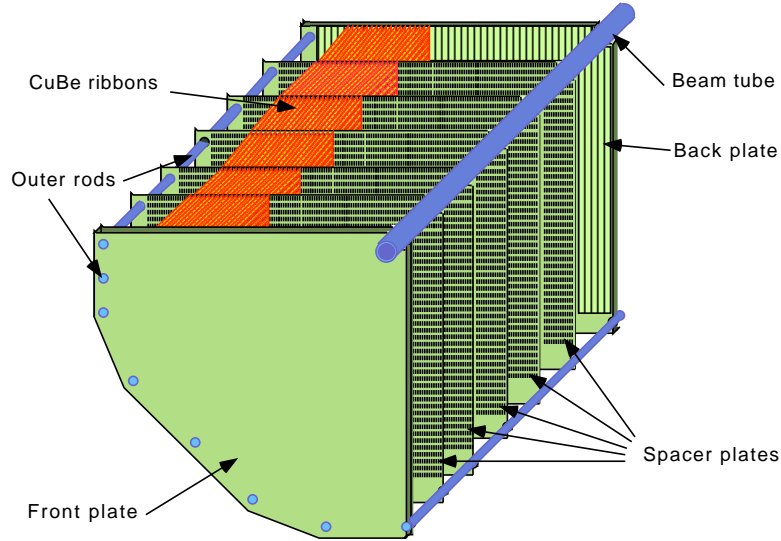 CuBe ribbons
Beam tube
Back plate
Outer rods
Spacer plates
Front plate